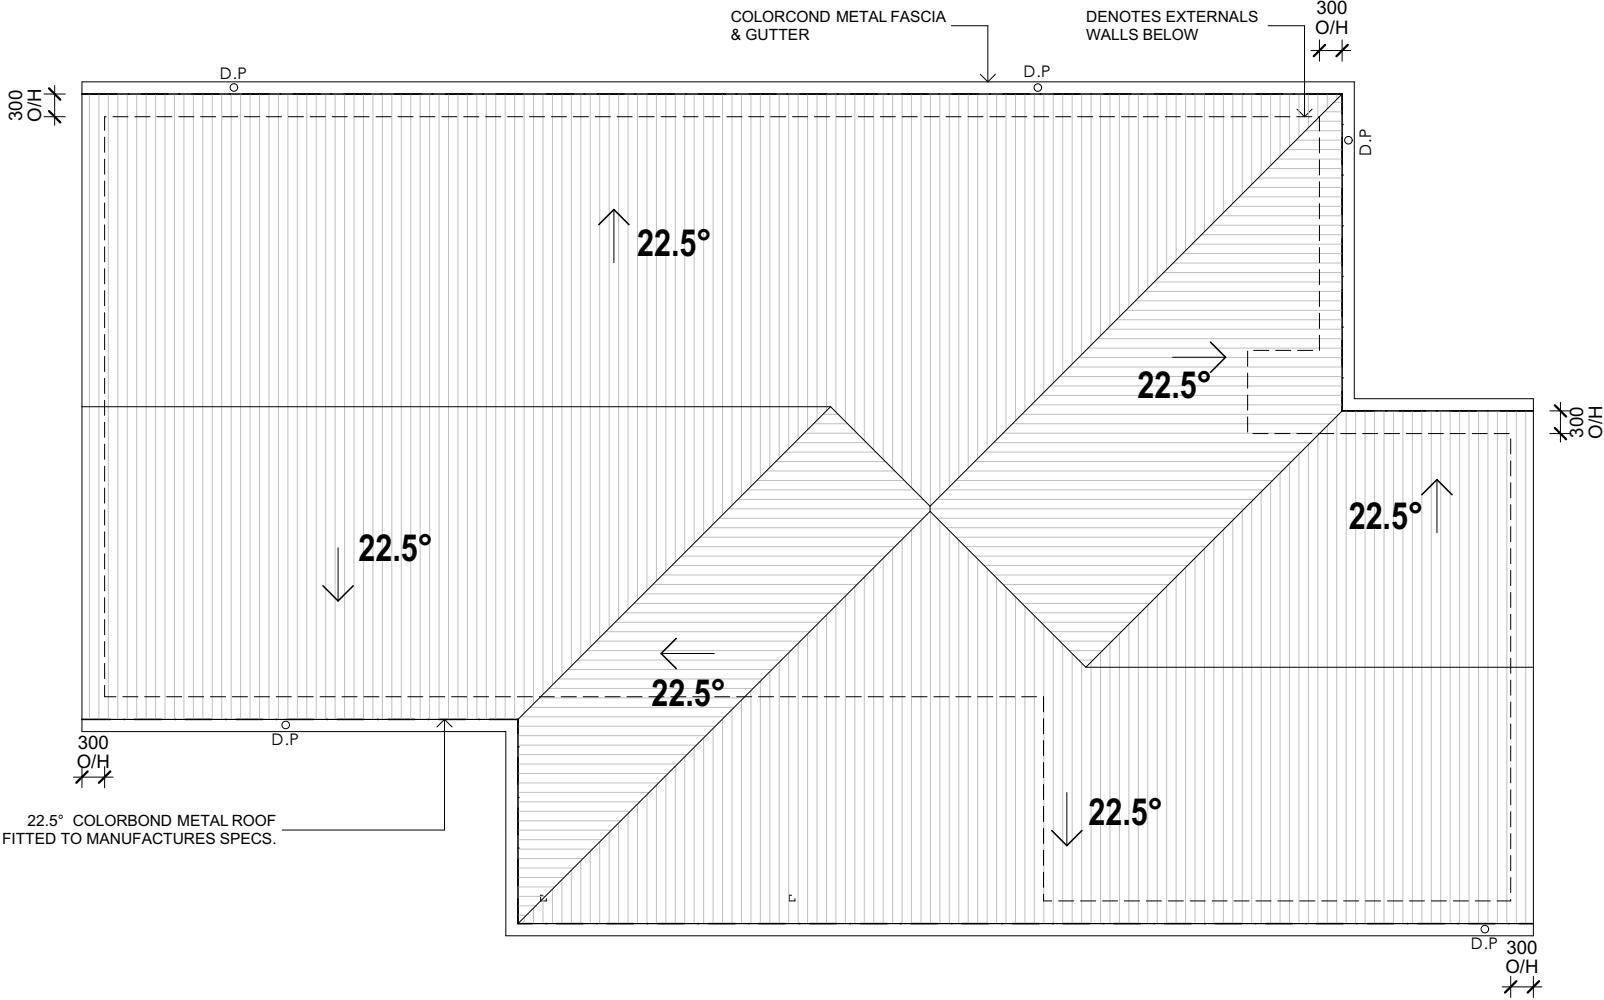 COLORCOND METAL FASCIA
& GUTTER
DENOTES EXTERNALS
WALLS BELOW
300
O/H
D.P
D.P
300
O/H
D.P
22.5°
22.5°
300
O/H
22.5°
22.5°
22.5°
D.P
300
O/H
22.5°
22.5° COLORBOND METAL ROOF
FITTED TO MANUFACTURES SPECS.
D.P
300
O/H